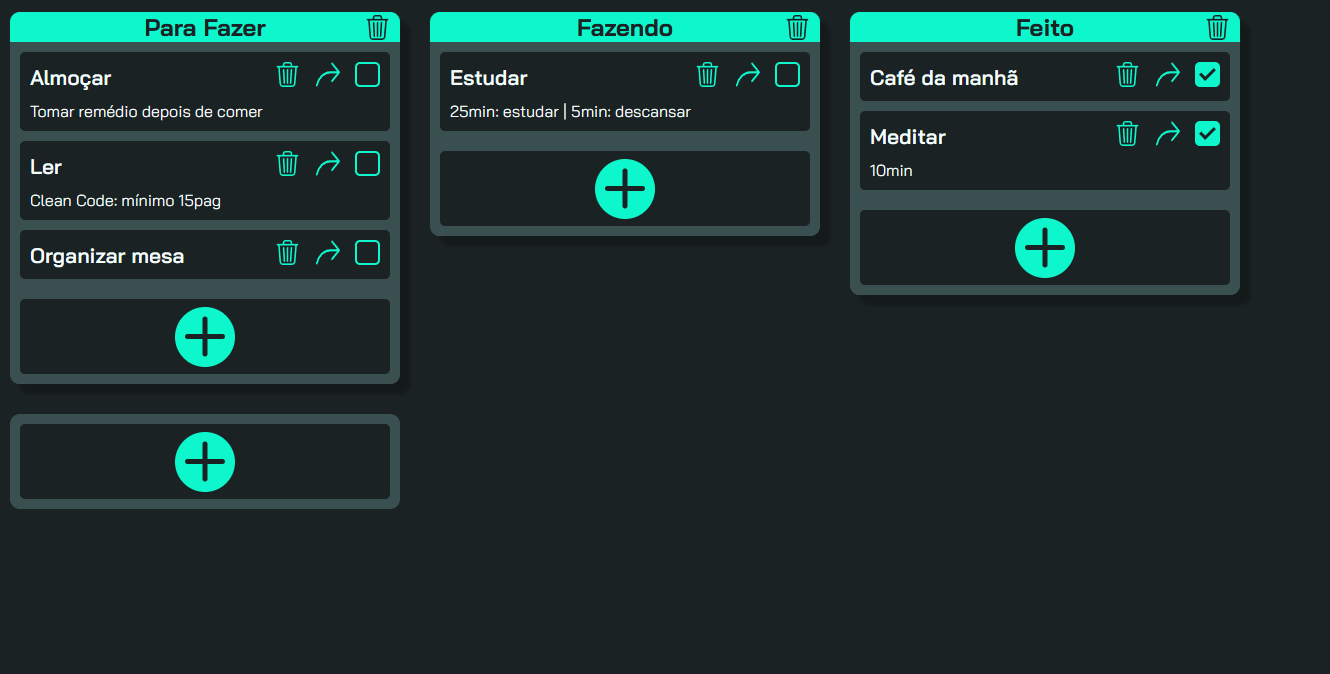 Para Fazer
Almoçar
Tomar remédio depois de comer
Ler
Clean Code: mínimo 15pag
Organizar mesa
Fazendo
Estudar
25min: estudar | 5min: descansar
Feito
Café da manhã
Meditar
10min